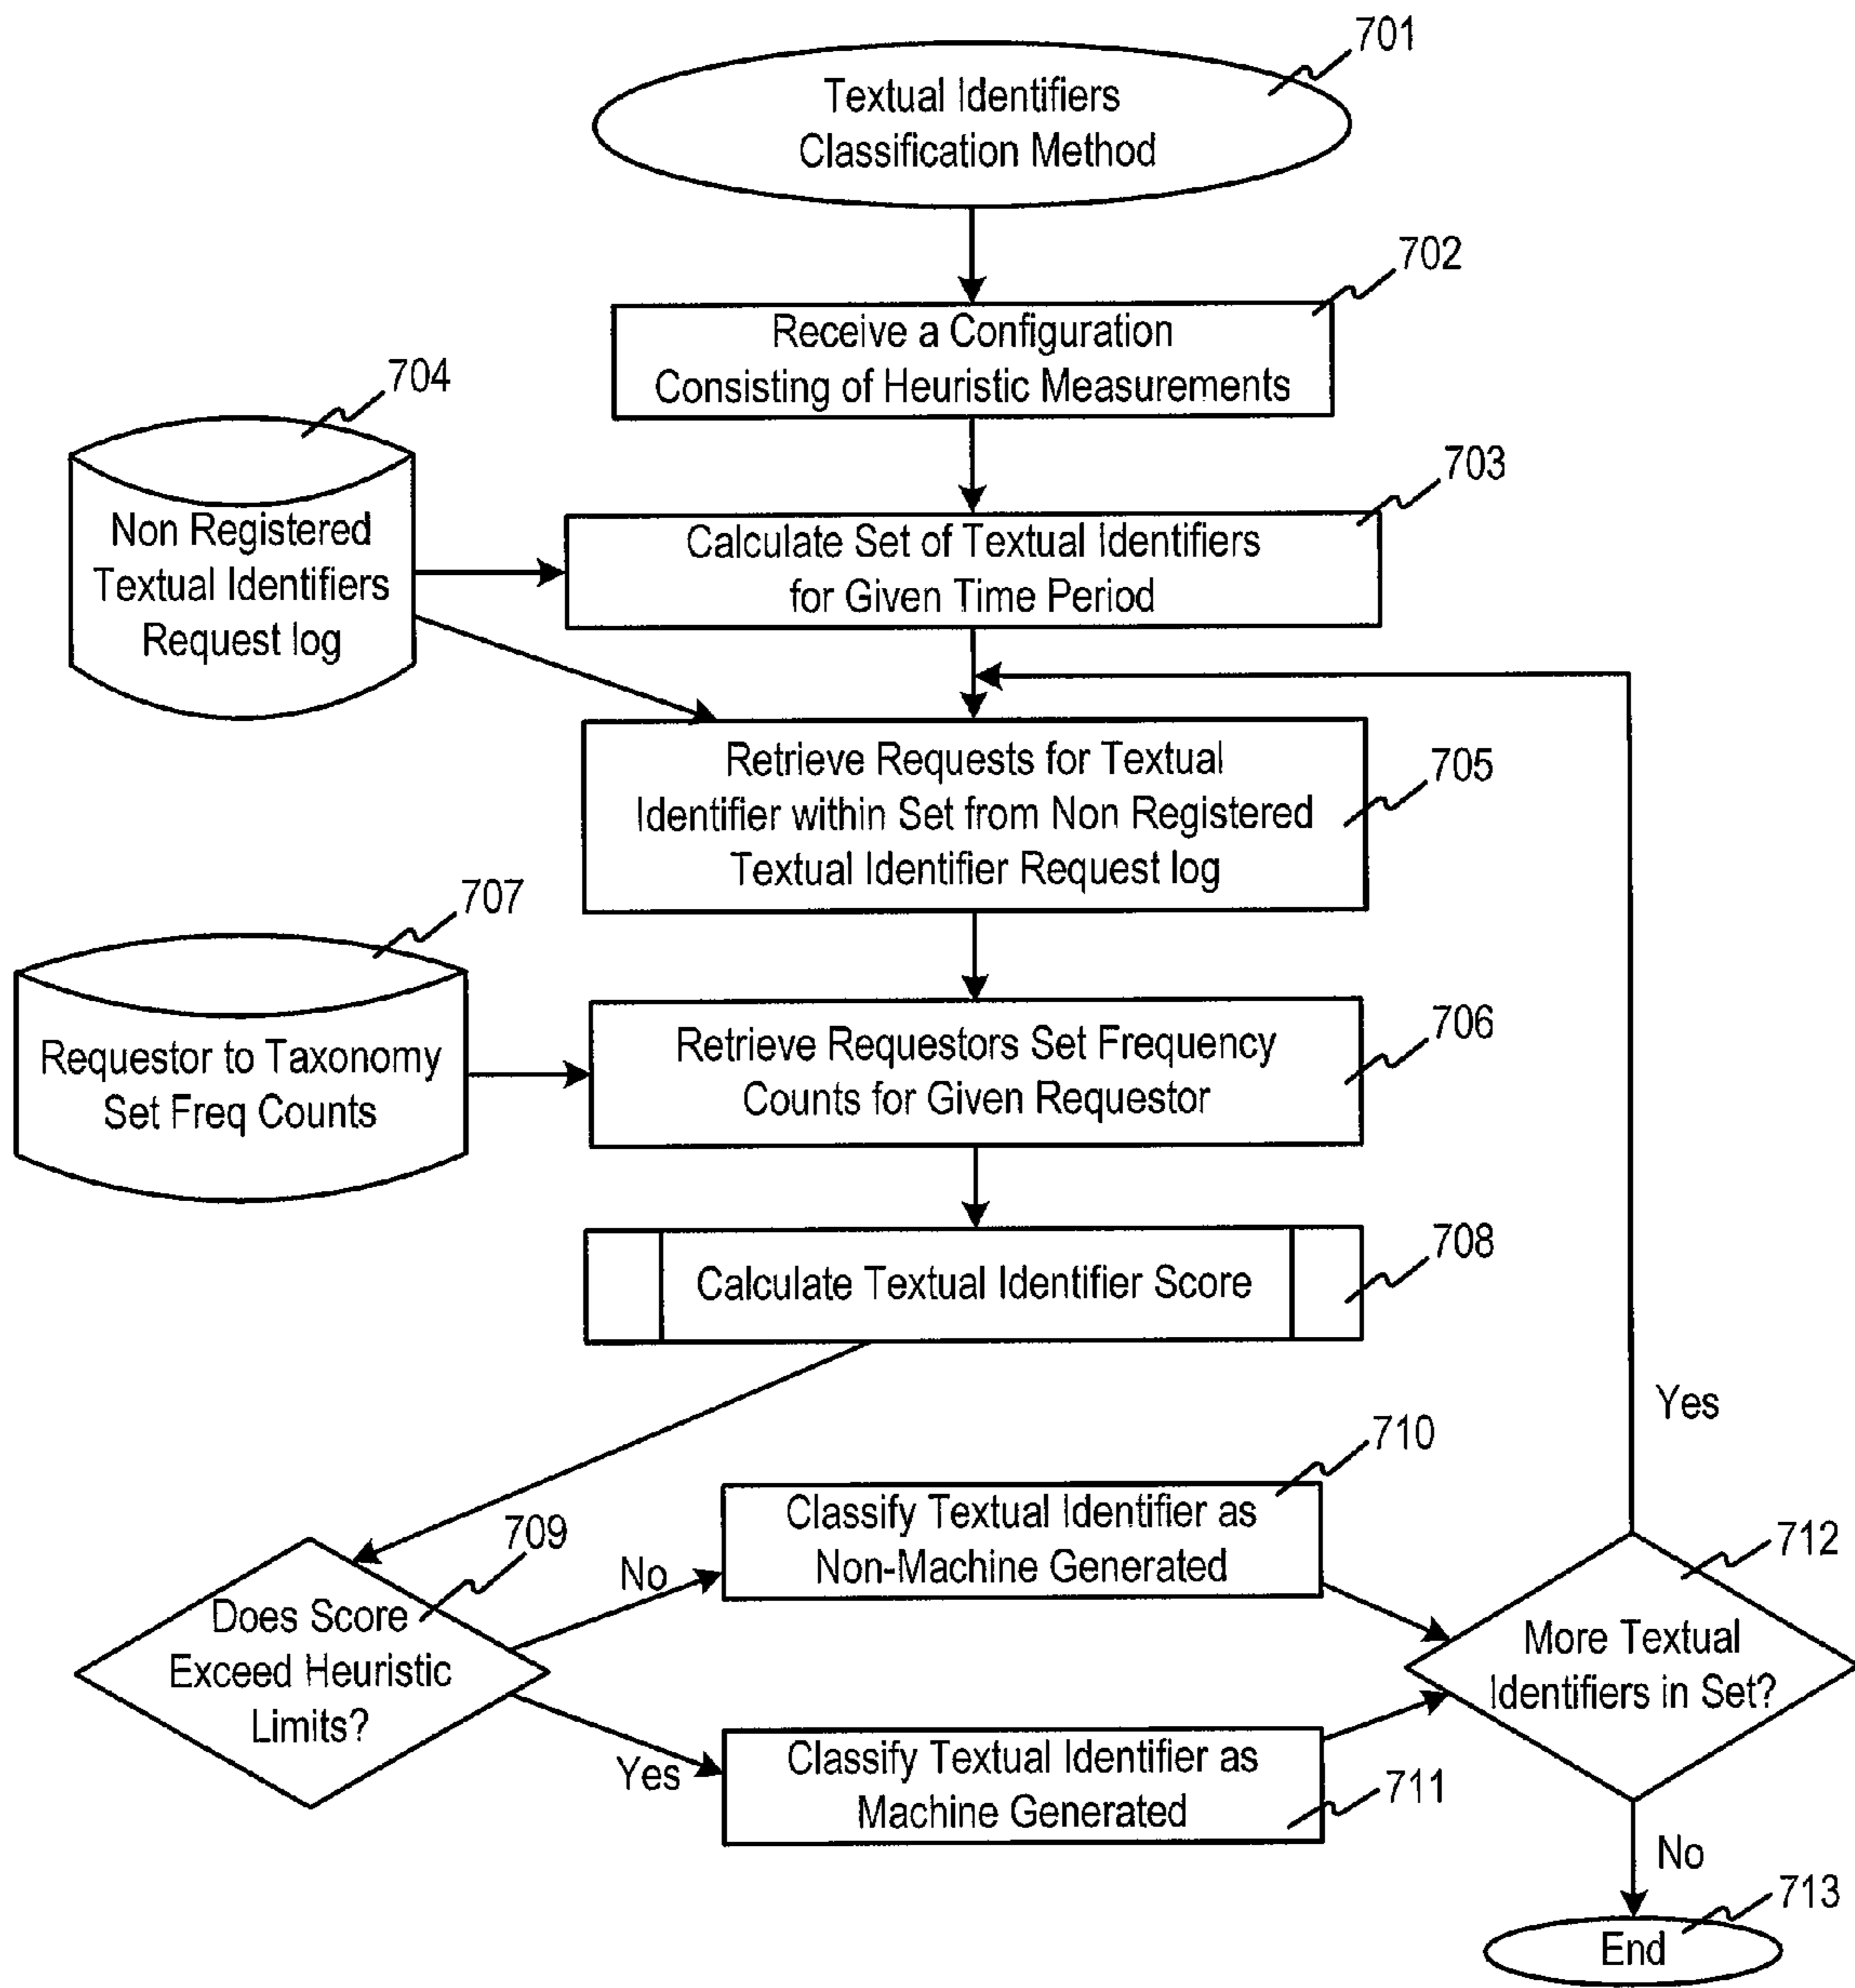 701
Textual Identifiers
Classification Method
702
Receive a Configuration
Consisting of Heuristic Measurements
704
Non Registered
Textual Identifiers
Request log
703
Calculate Set of Textual Identifiers
for Given Time Period
705
Retrieve Requests for Textual
Identifier within Set from Non Registered
Textual Identifier Request log
707
Requestor to Taxonomy
Set Freq Counts
706
Retrieve Requestors Set Frequency
Counts for Given Requestor
708
Calculate Textual Identifier Score
Yes
709
Does Score
Exceed Heuristic
Limits?
No
Yes
710
Classify Textual Identifier as
Non-Machine Generated
711
Classify Textual Identifier as
Machine Generated
712
More Textual
Identifiers in Set?
No
713
End